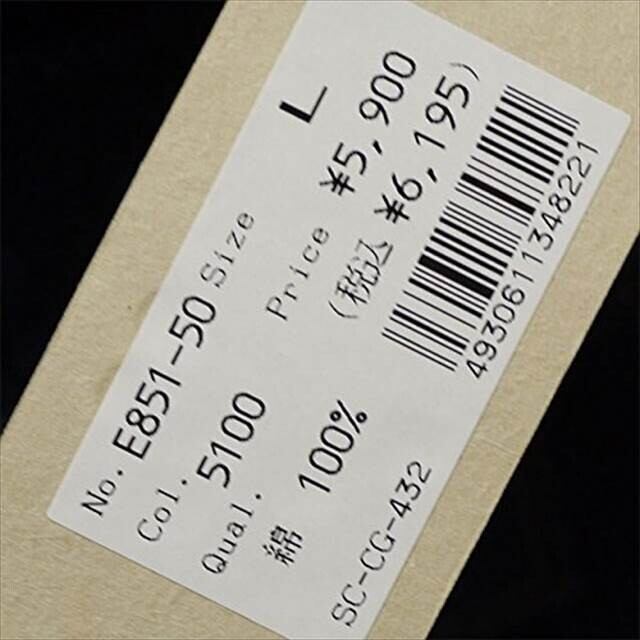 No. E851-50 Size L
Col. 5100 Price ¥5,900
Qual. (税込 ¥6,195)
綿 100%
4930611348221
SC-CG-432